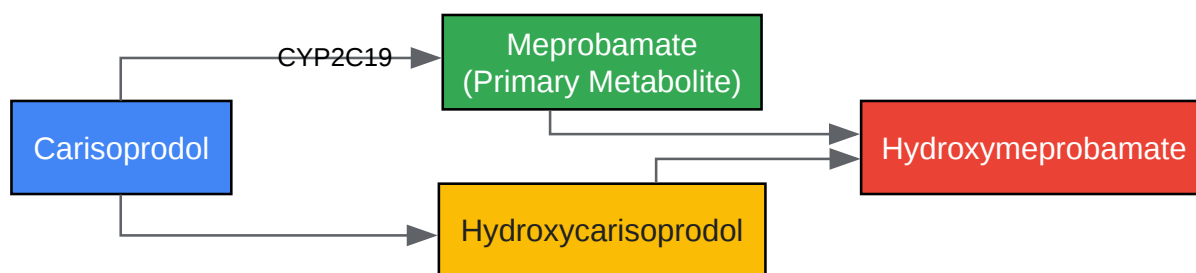 CYP2C19
Meprobamate
(Primary Metabolite)
Carisoprodol
Hydroxymeprobamate
Hydroxycarisoprodol